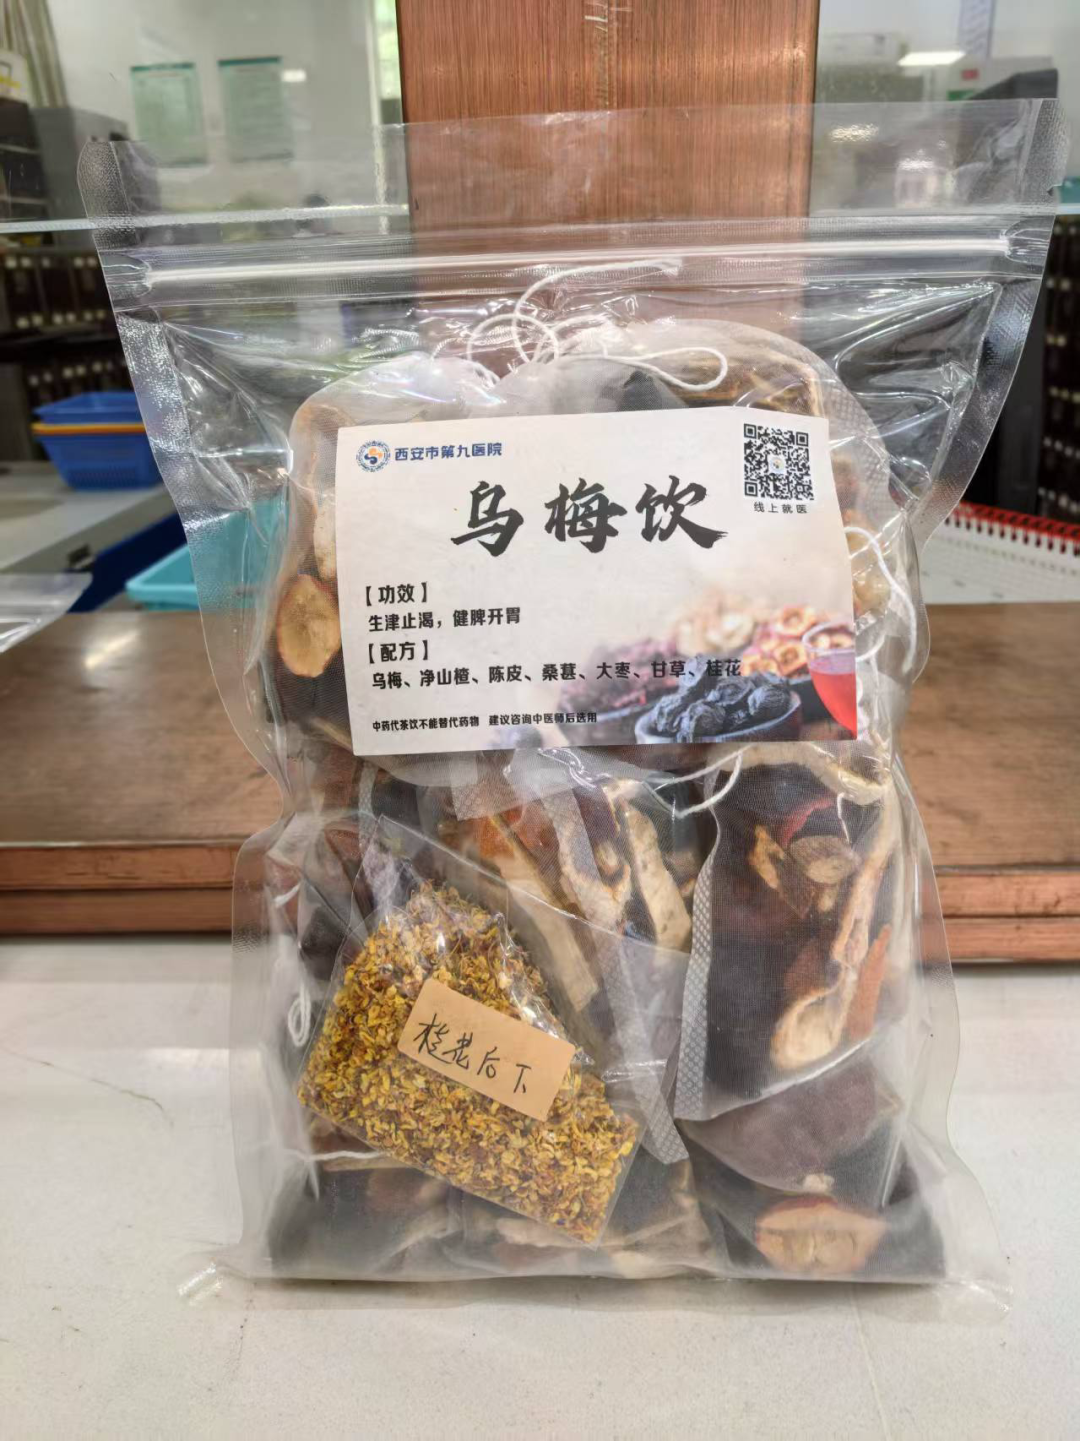 西安市第九医院
线上就医
乌梅饮
【功效】
生津止渴，健脾开胃
【配方】
乌梅、净山楂、陈皮、桑葚、大枣、甘草、桂花
中药代茶饮不能替代药物 建议咨询中医师后选用
桂花后下